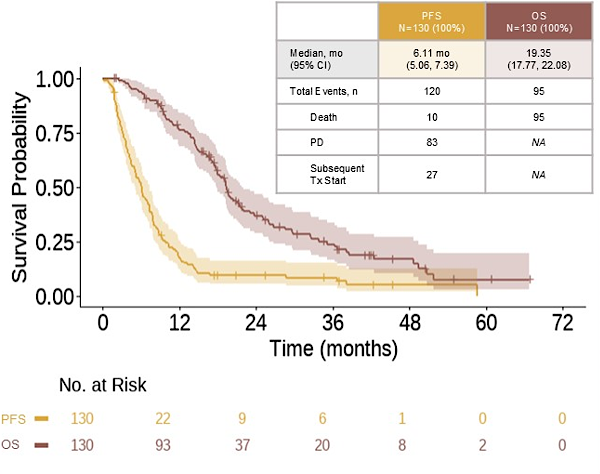 PFS OS
N=130 (100%) N=130 (100%)
Median, mo 6.11 mo 19.35
(95% CI) (5.06, 7.39) (17.77, 22.08)
Total Events, n 120 95
Death 10 95
PD 83 NA
Subsequent 27 NA
Tx Start
Survival Probability
1.00
0.75
0.50
0.25
0.00
0 12 24 36 48 60 72
Time (months)
No. at Risk
PFS 130 22 9 6 1 0 0
OS 130 93 37 20 8 2 0